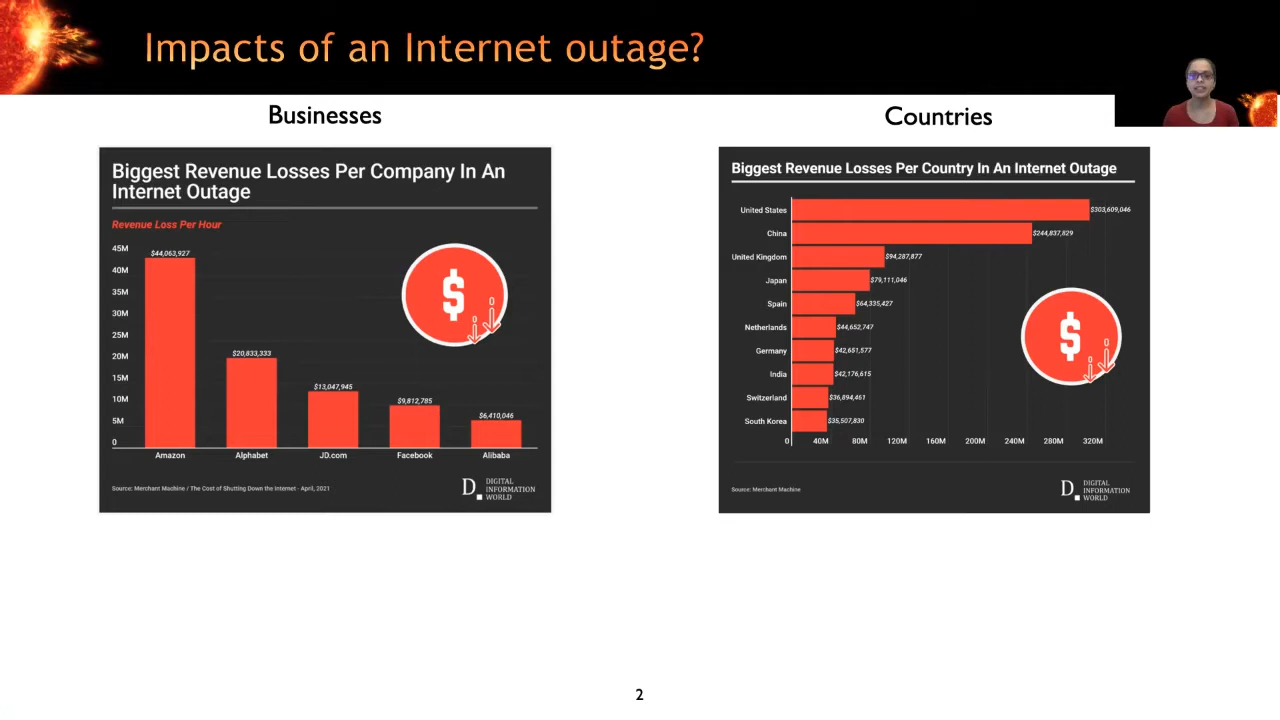 Impacts of an Internet outage?
Businesses
Countries
Biggest Revenue Losses Per Company In An
Internet Outage
Revenue Loss Per Hour
45M
40M
35M
30M
25M
20M
15M
10M
5M
0
$44,063,927
$20,833,333
$13,047,945
$9,812,785
$6,410,046
$
Amazon
Alphabet
JD.com
Facebook
Alibaba
Source: Merchant Machine / The Cost of Shutting Down the Internet - April, 2021
D.
DIGITAL
INFORMATION
WORLD
Biggest Revenue Losses Per Country In An Internet Outage
United States $303,609,046
China $244,837,829
United Kingdom $94,287,877
Japan $79,111,046
Spain $64,335,427
Netherlands $44,652,747
Germany $42,651,577
India $42,176,615
Switzerland $36,894,461
South Korea $35,507,830
$
0 40M 80M 120M 160M 200M 240M 280M 320M
Source: Merchant Machine
D.
DIGITAL
INFORMATION
WORLD
2